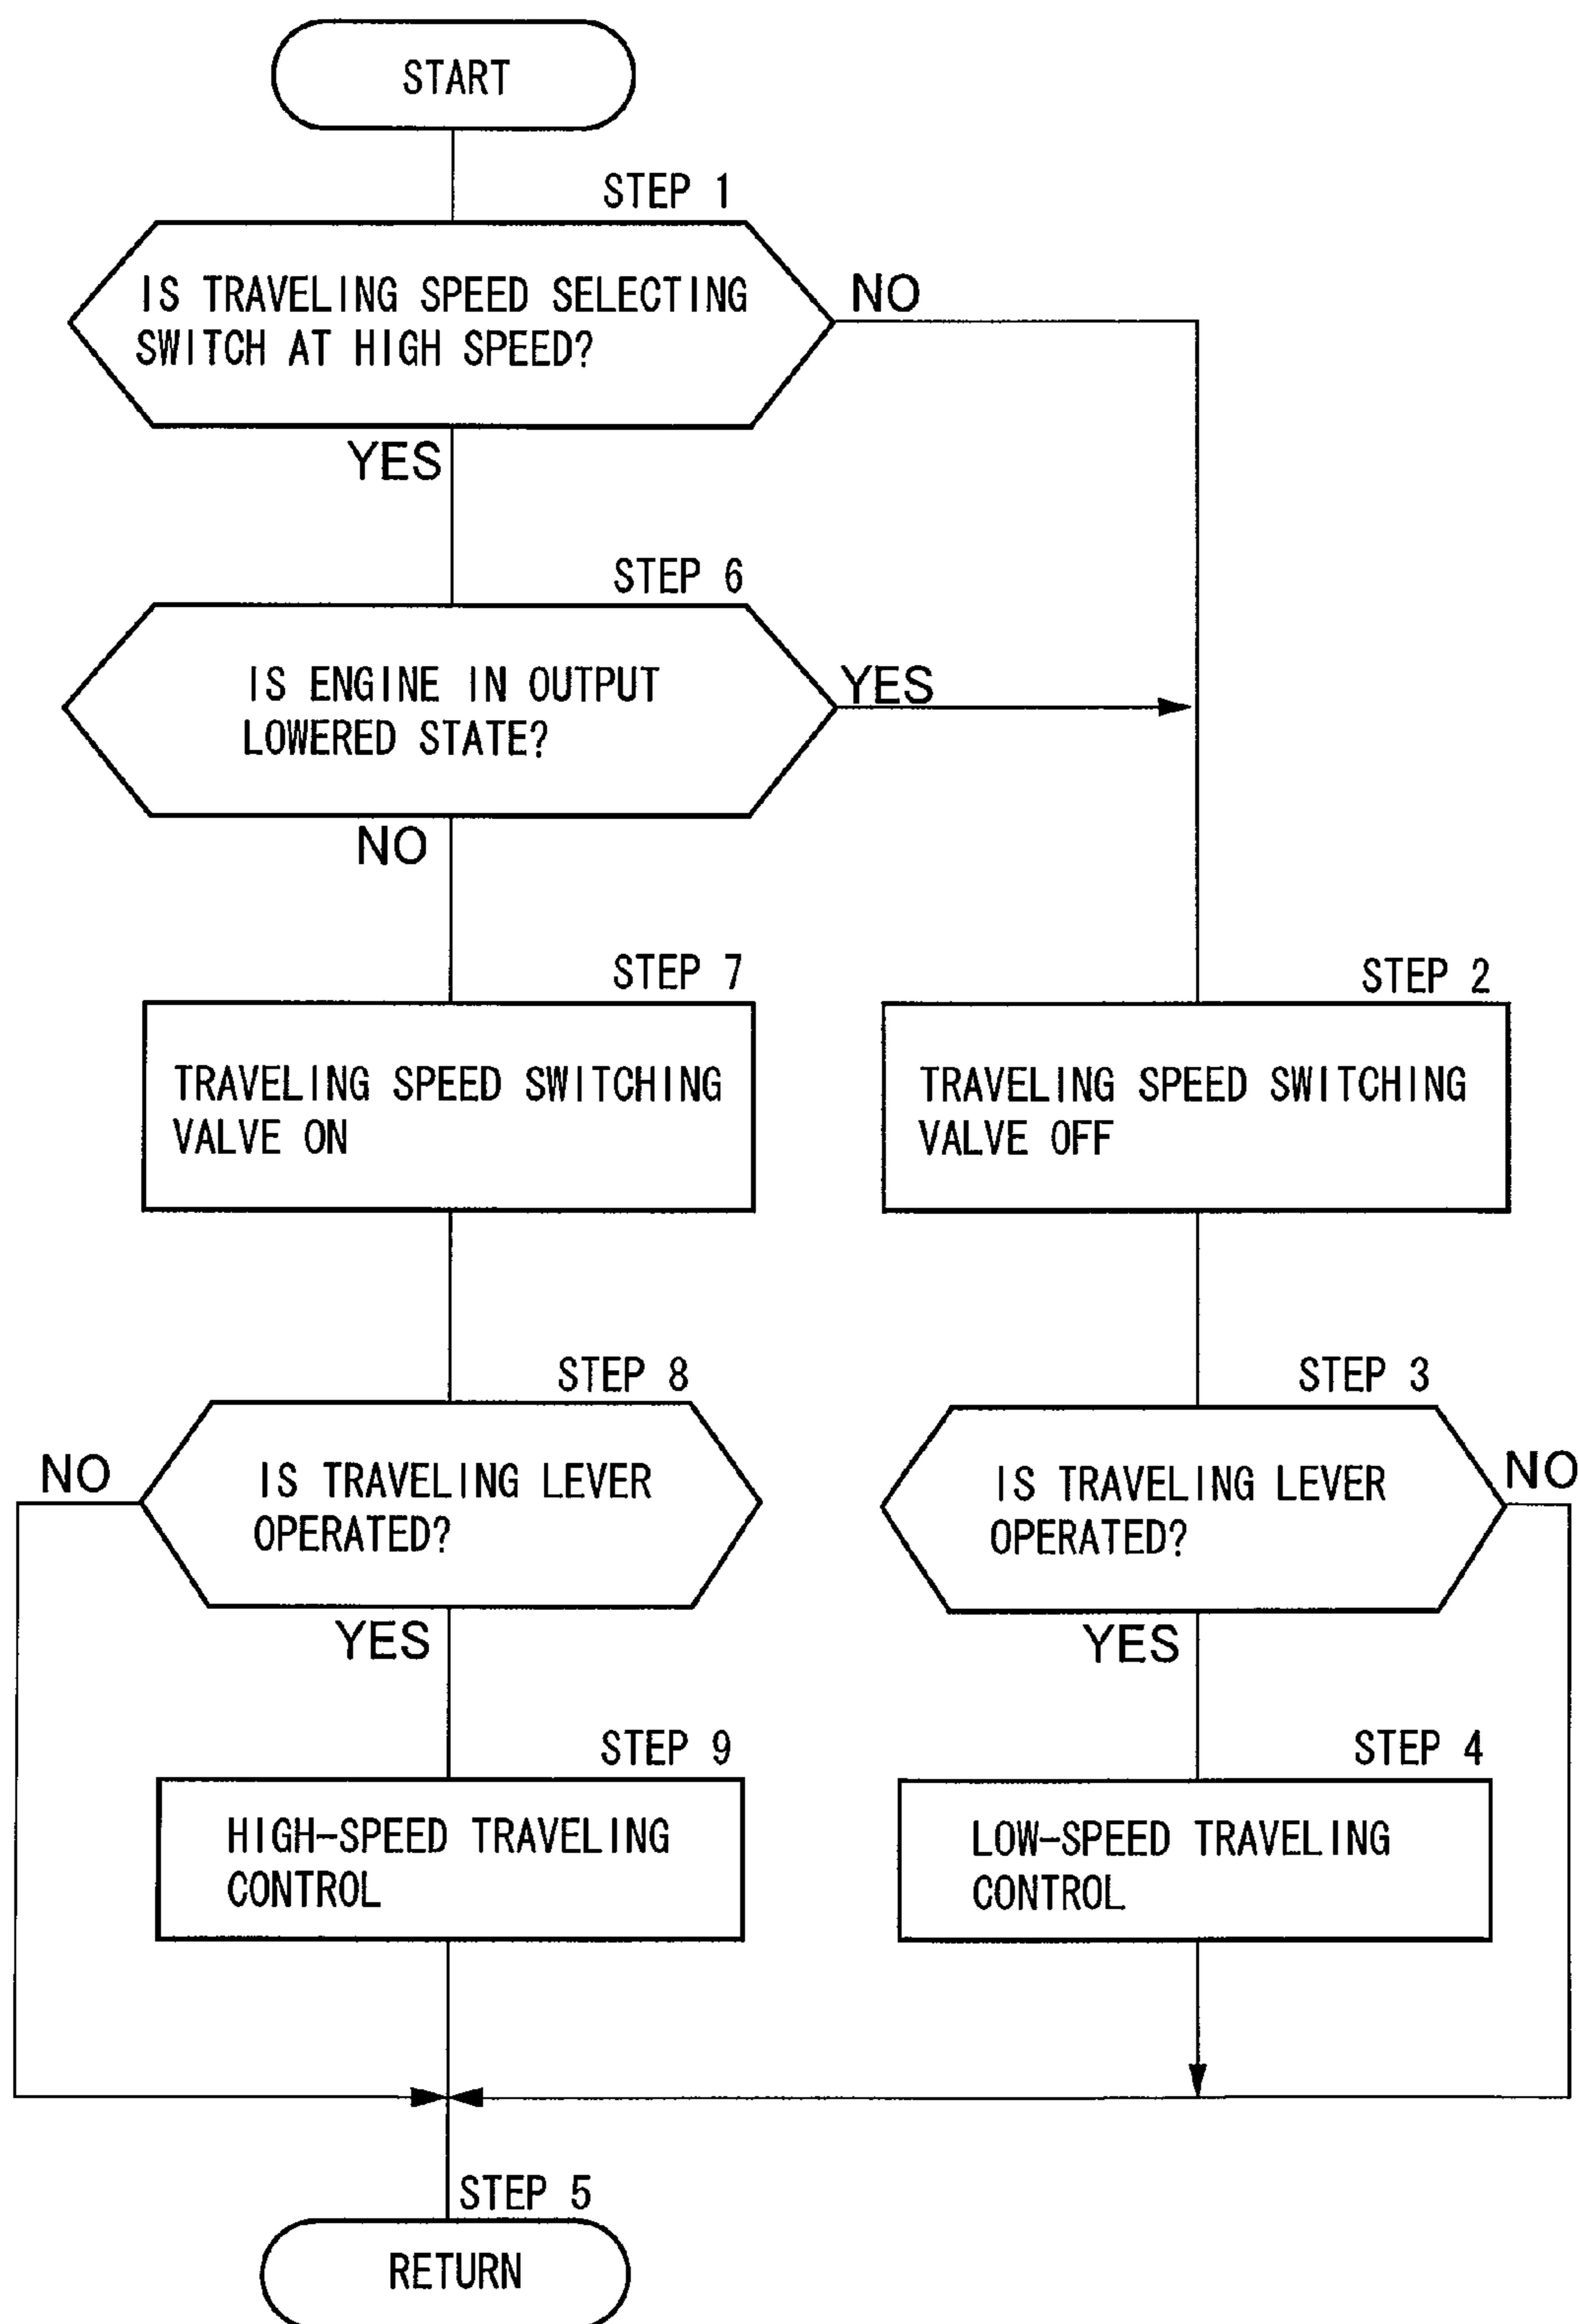 START
STEP 1
IS TRAVELING SPEED SELECTING
SWITCH AT HIGH SPEED?
NO
YES
STEP 6
IS ENGINE IN OUTPUT
LOWERED STATE?
YES
NO
STEP 7
TRAVELING SPEED SWITCHING
VALVE ON
STEP 2
TRAVELING SPEED SWITCHING
VALVE OFF
STEP 8
NO
IS TRAVELING LEVER
OPERATED?
YES
STEP 3
IS TRAVELING LEVER
OPERATED?
NO
YES
STEP 9
HIGH-SPEED TRAVELING
CONTROL
STEP 4
LOW-SPEED TRAVELING
CONTROL
STEP 5
RETURN